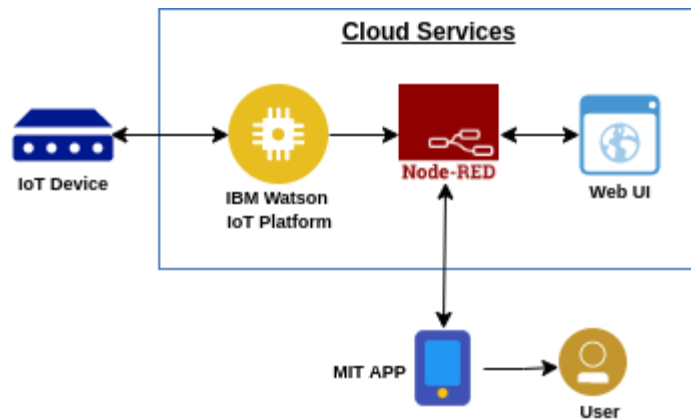 Cloud Services
IoT Device
IBM Watson
IoT Platform
Node-RED
Web UI
MIT APP
User